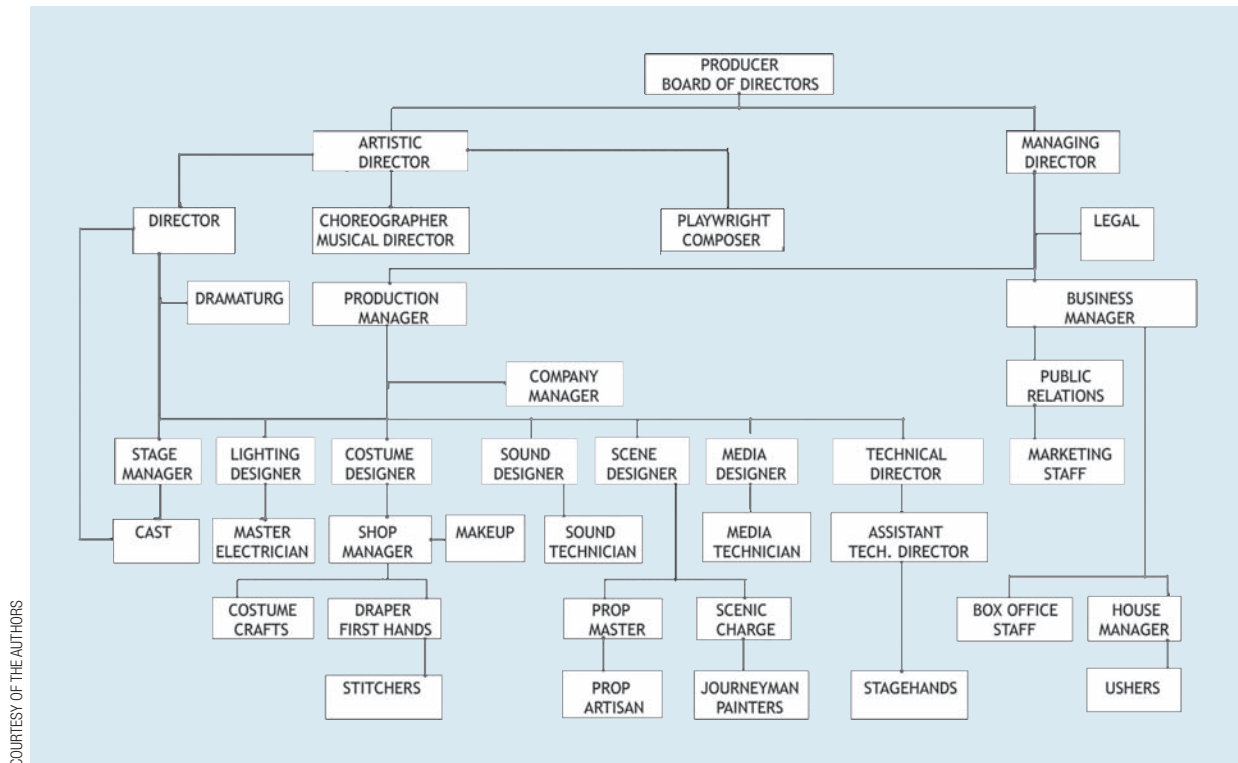 PRODUCER
BOARD OF DIRECTORS
ARTISTIC
DIRECTOR
MANAGING
DIRECTOR
DIRECTOR
CHOREOGRAPHER
MUSICAL DIRECTOR
PLAYWRIGHT
COMPOSER
LEGAL
DRAMATURG
PRODUCTION
MANAGER
BUSINESS
MANAGER
COMPANY
MANAGER
PUBLIC
RELATIONS
STAGE
MANAGER
LIGHTING
DESIGNER
COSTUME
DESIGNER
SOUND
DESIGNER
SCENE
DESIGNER
MEDIA
DESIGNER
TECHNICAL
DIRECTOR
MARKETING
STAFF
CAST
MASTER
ELECTRICIAN
SHOP
MANAGER
MAKEUP
SOUND
TECHNICIAN
MEDIA
TECHNICIAN
ASSISTANT
TECH. DIRECTOR
COSTUME
CRAFTS
DRAPER
FIRST HANDS
PROP
MASTER
SCENIC
CHARGE
BOX OFFICE
STAFF
HOUSE
MANAGER
STITCHERS
PROP
ARTISAN
JOURNEYMAN
PAINTERS
STAGEHANDS
USHERS
COURTESY OF THE AUTHORS